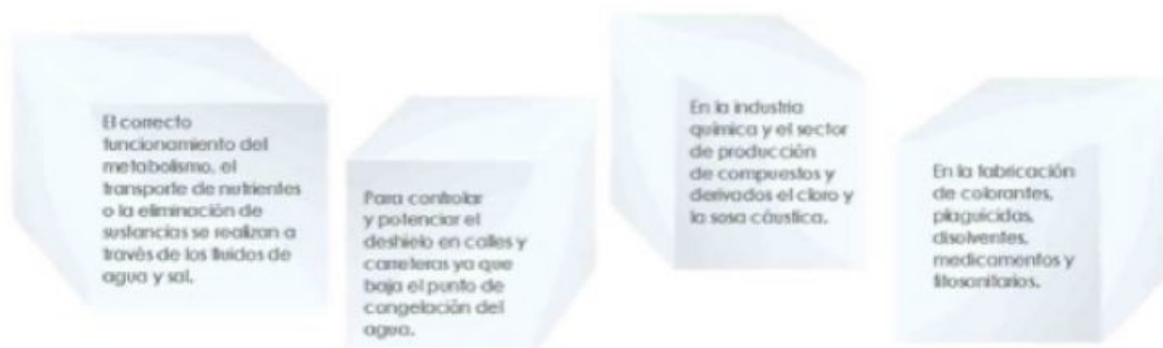 El correcto
funcionamiento del
metabolismo, el
transporte de nutrientes
o la eliminación de
sustancias se realizan a
través de los fluidos de
agua y sal.
Para controlar
y potenciar el
deshielo en calles y
carreteras ya que
baja el punto de
congelación del
agua.
En la industria
química y el sector
de producción
de compuestos y
derivados el cloro y
la sosa cáustica.
En la fabricación
de colorantes,
plaguicidas,
disolventes,
medicamentos y
fitosanitarios.